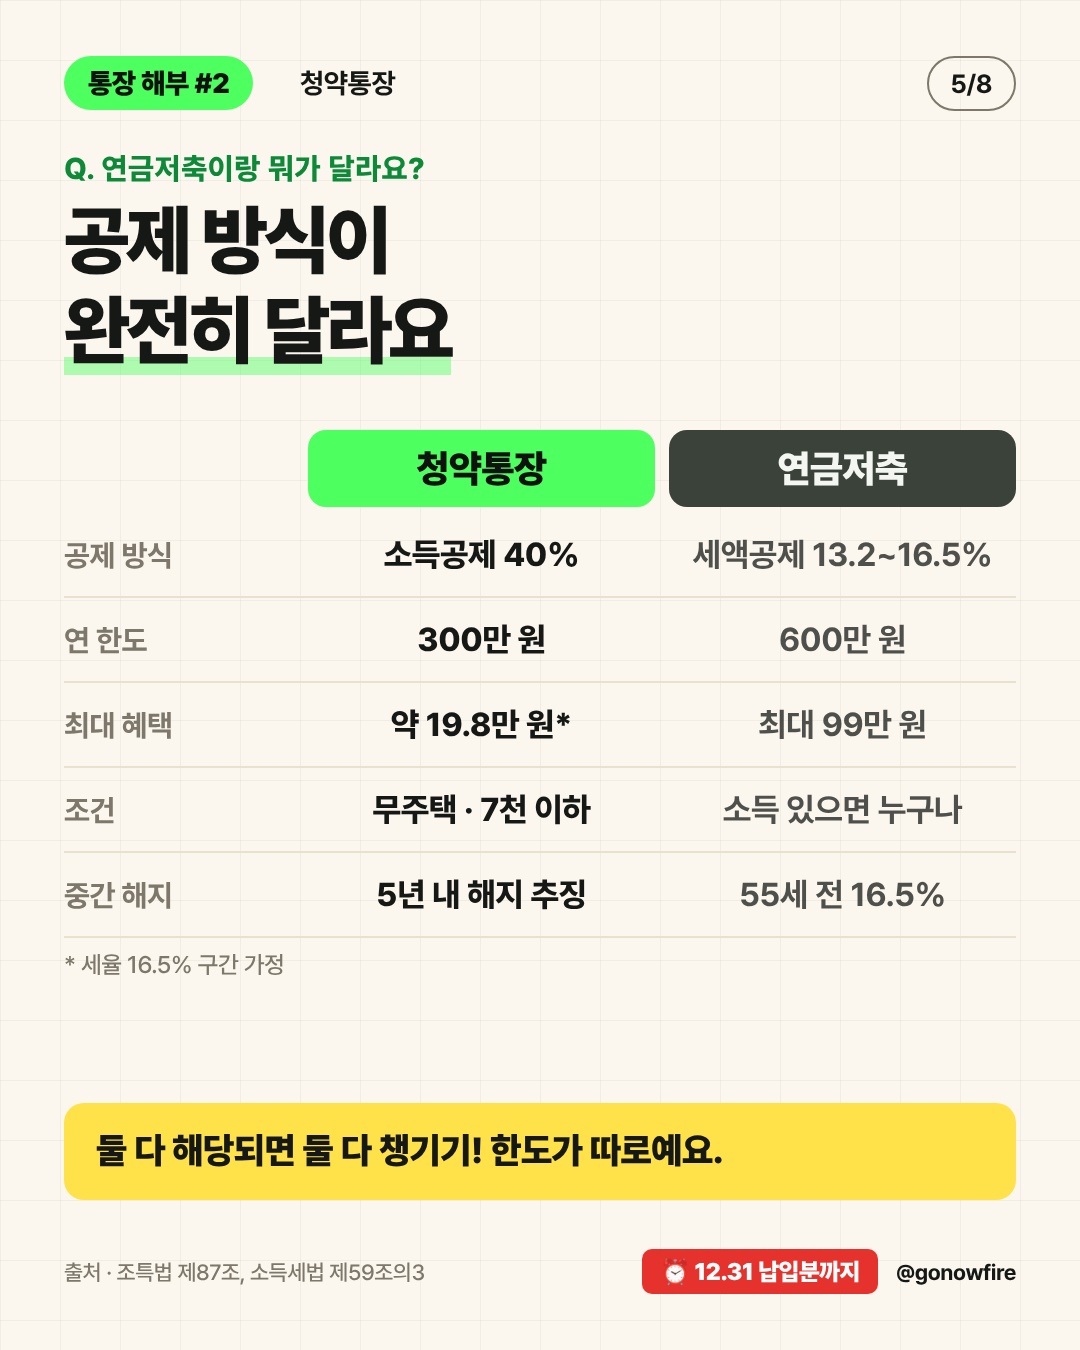 통장 해부 #2
청약통장
5/8
Q. 연금저축이랑 뭐가 달라요?
공제 방식이
완전히 달라요
청약통장 연금저축
공제 방식 소득공제 40% 세액공제 13.2~16.5%
연 한도 300만 원 600만 원
최대 혜택 약 19.8만 원* 최대 99만 원
조건 무주택 · 7천 이하 소득 있으면 누구나
중간 해지 5년 내 해지 추징 55세 전 16.5%
* 세율 16.5% 구간 가정
둘 다 해당되면 둘 다 챙기기! 한도가 따로예요.
출처 · 조특법 제87조, 소득세법 제59조의3
⏰ 12.31 납입분까지
@gonowfire